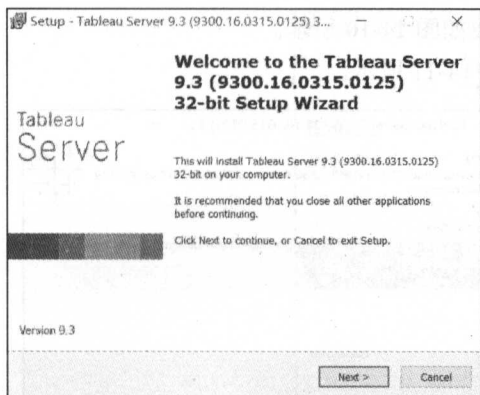 Setup - Tableau Server 9.3 (9300.16.0315.0125) 3...
Welcome to the Tableau Server
9.3 (9300.16.0315.0125)
32-bit Setup Wizard
Tableau
Server
This will install Tableau Server 9.3 (9300.16.0315.0125)
32-bit on your computer.
It is recommended that you close all other applications
before continuing.
Click Next to continue, or Cancel to exit Setup.
Version 9.3
Next >
Cancel